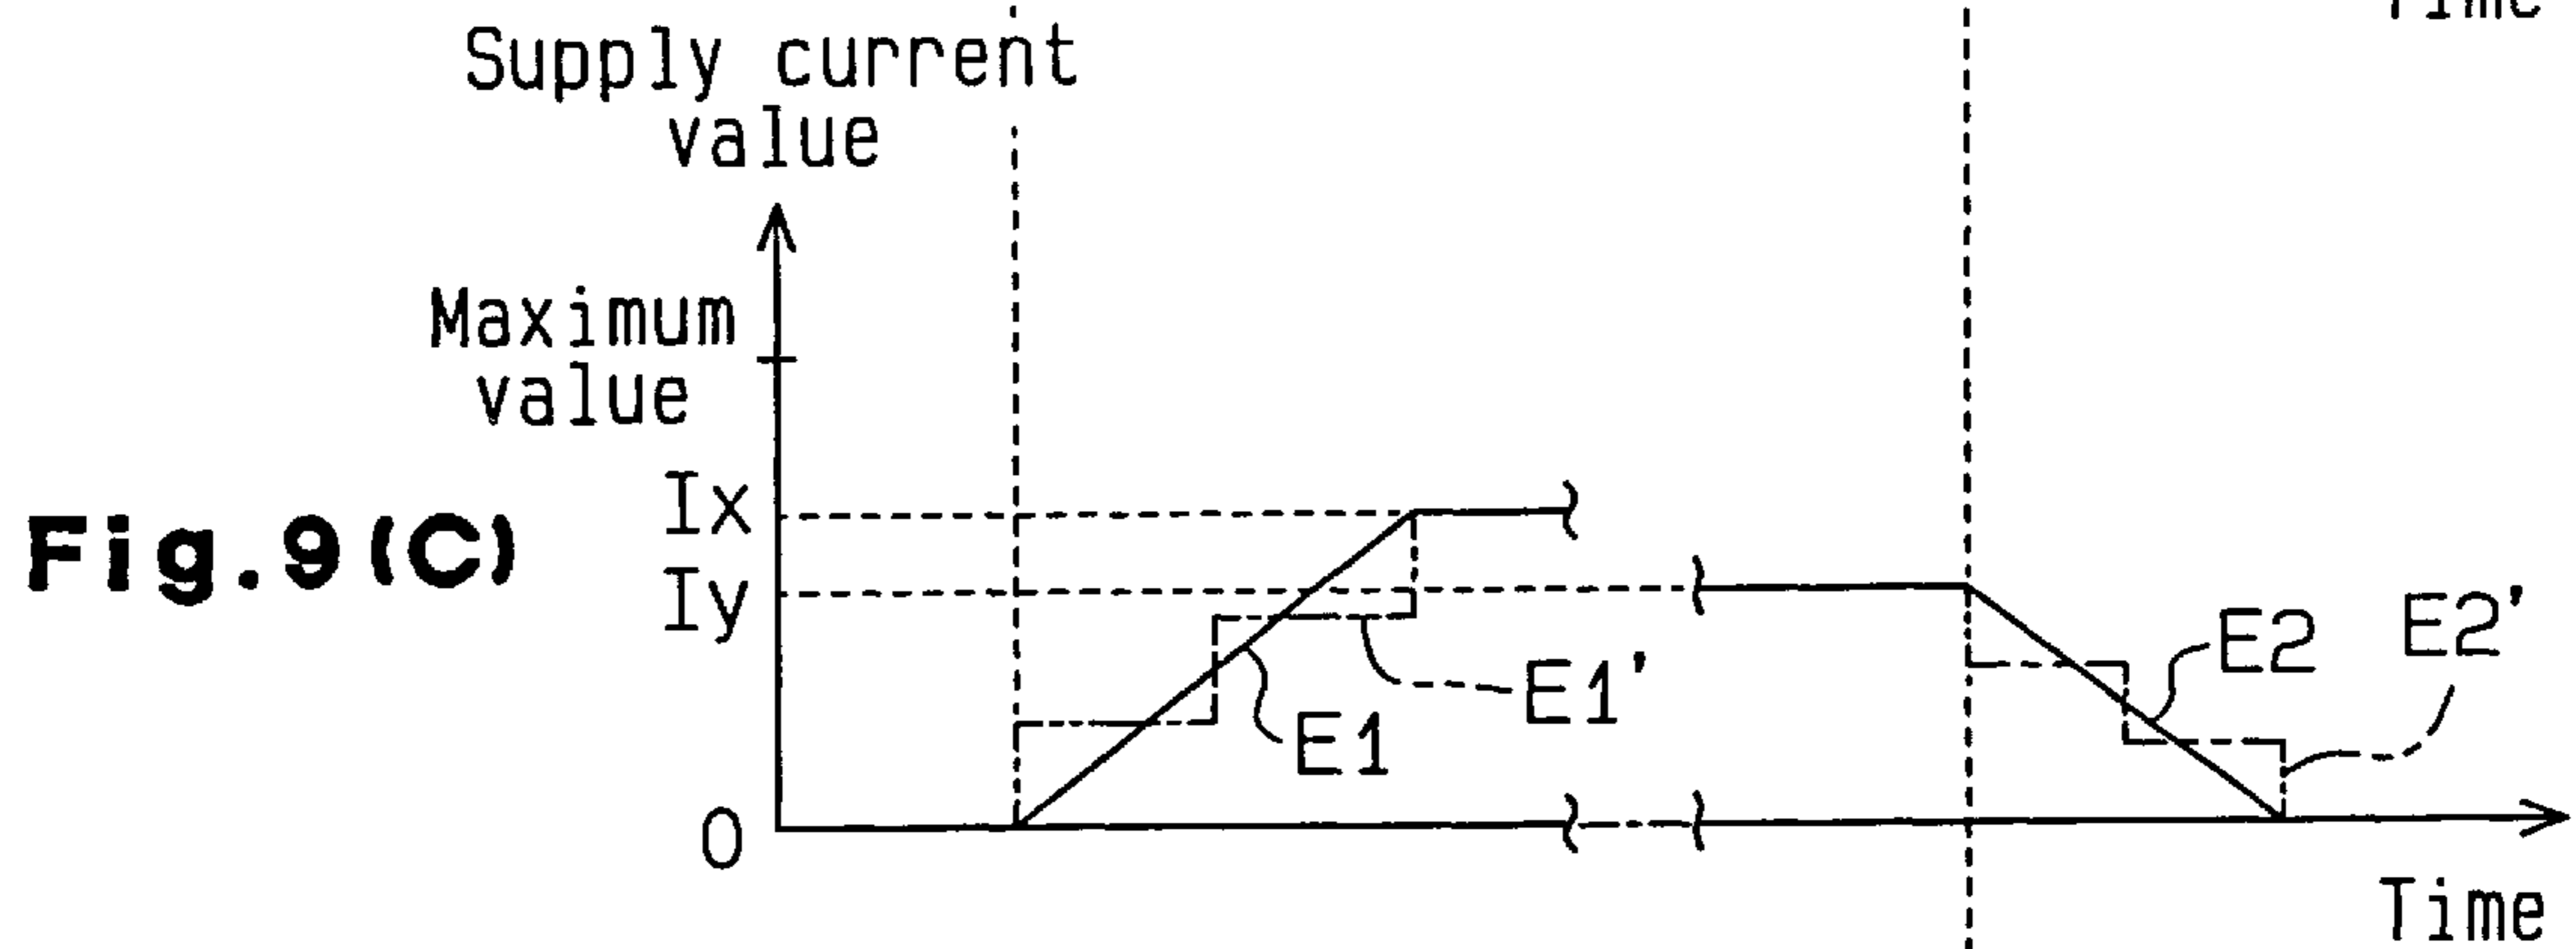 Time
Supply current
value
Maximum
value
Ix
Fig.9(C)
Iy
E1'
E1
E2
E2'
0
Time